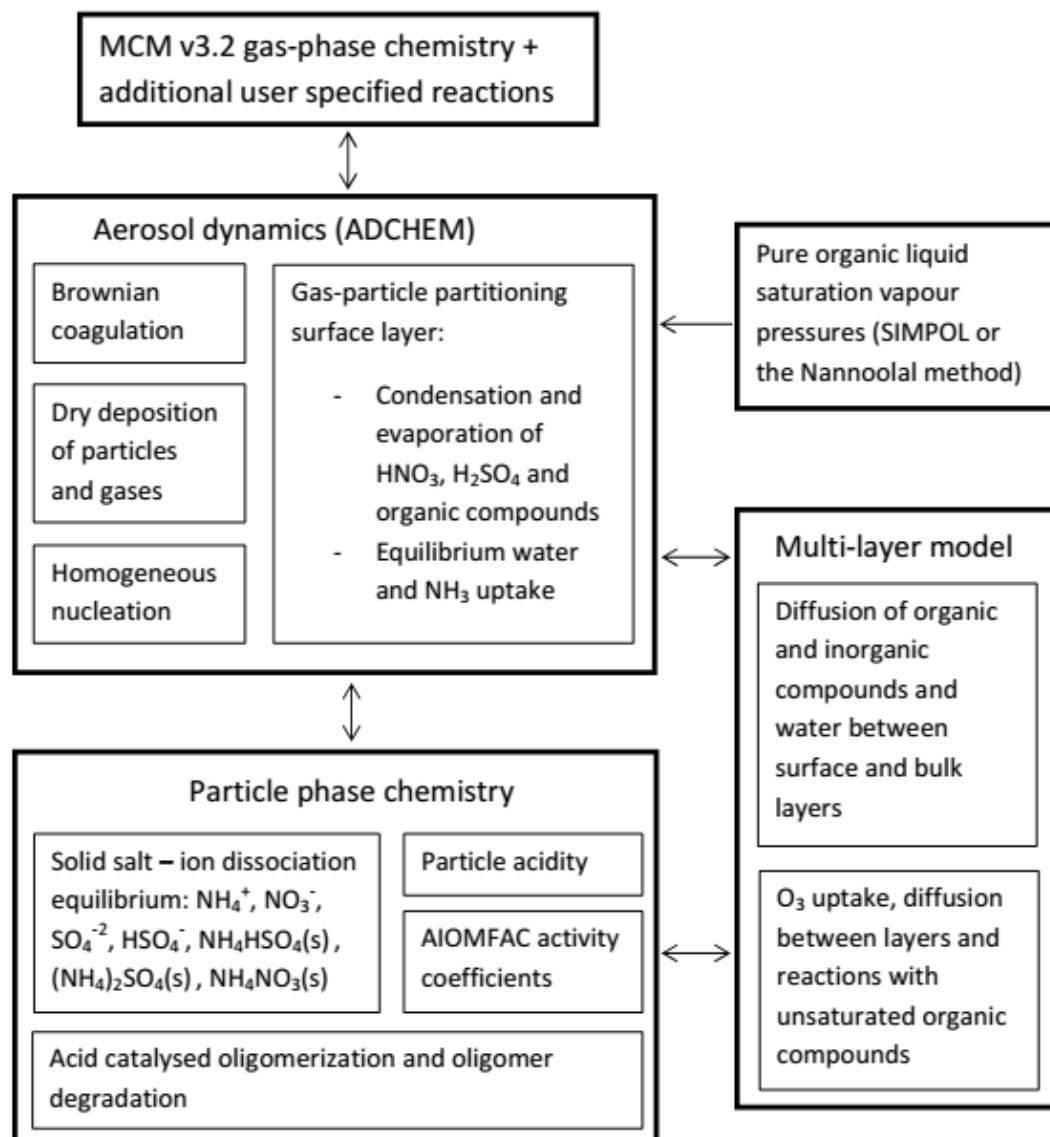 MCM v3.2 gas-phase chemistry +
additional user specified reactions
Aerosol dynamics (ADCHEM)
Brownian
coagulation
Dry deposition
of particles
and gases
Homogeneous
nucleation
Gas-particle partitioning
surface layer:
- Condensation and
evaporation of
HNO₃, H₂SO₄ and
organic compounds
- Equilibrium water
and NH₃ uptake
Pure organic liquid
saturation vapour
pressures (SIMPOL or
the Nannoolal method)
Multi-layer model
Diffusion of organic
and inorganic
compounds and
water between
surface and bulk
layers
O₃ uptake, diffusion
between layers and
reactions with
unsaturated organic
compounds
Particle phase chemistry
Solid salt – ion dissociation
equilibrium: NH₄⁺, NO₃⁻,
SO₄⁻², HSO₄⁻, NH₄HSO₄(s) ,
(NH₄)₂SO₄(s) , NH₄NO₃(s)
Particle acidity
AIOMFAC activity
coefficients
Acid catalysed oligomerization and oligomer
degradation